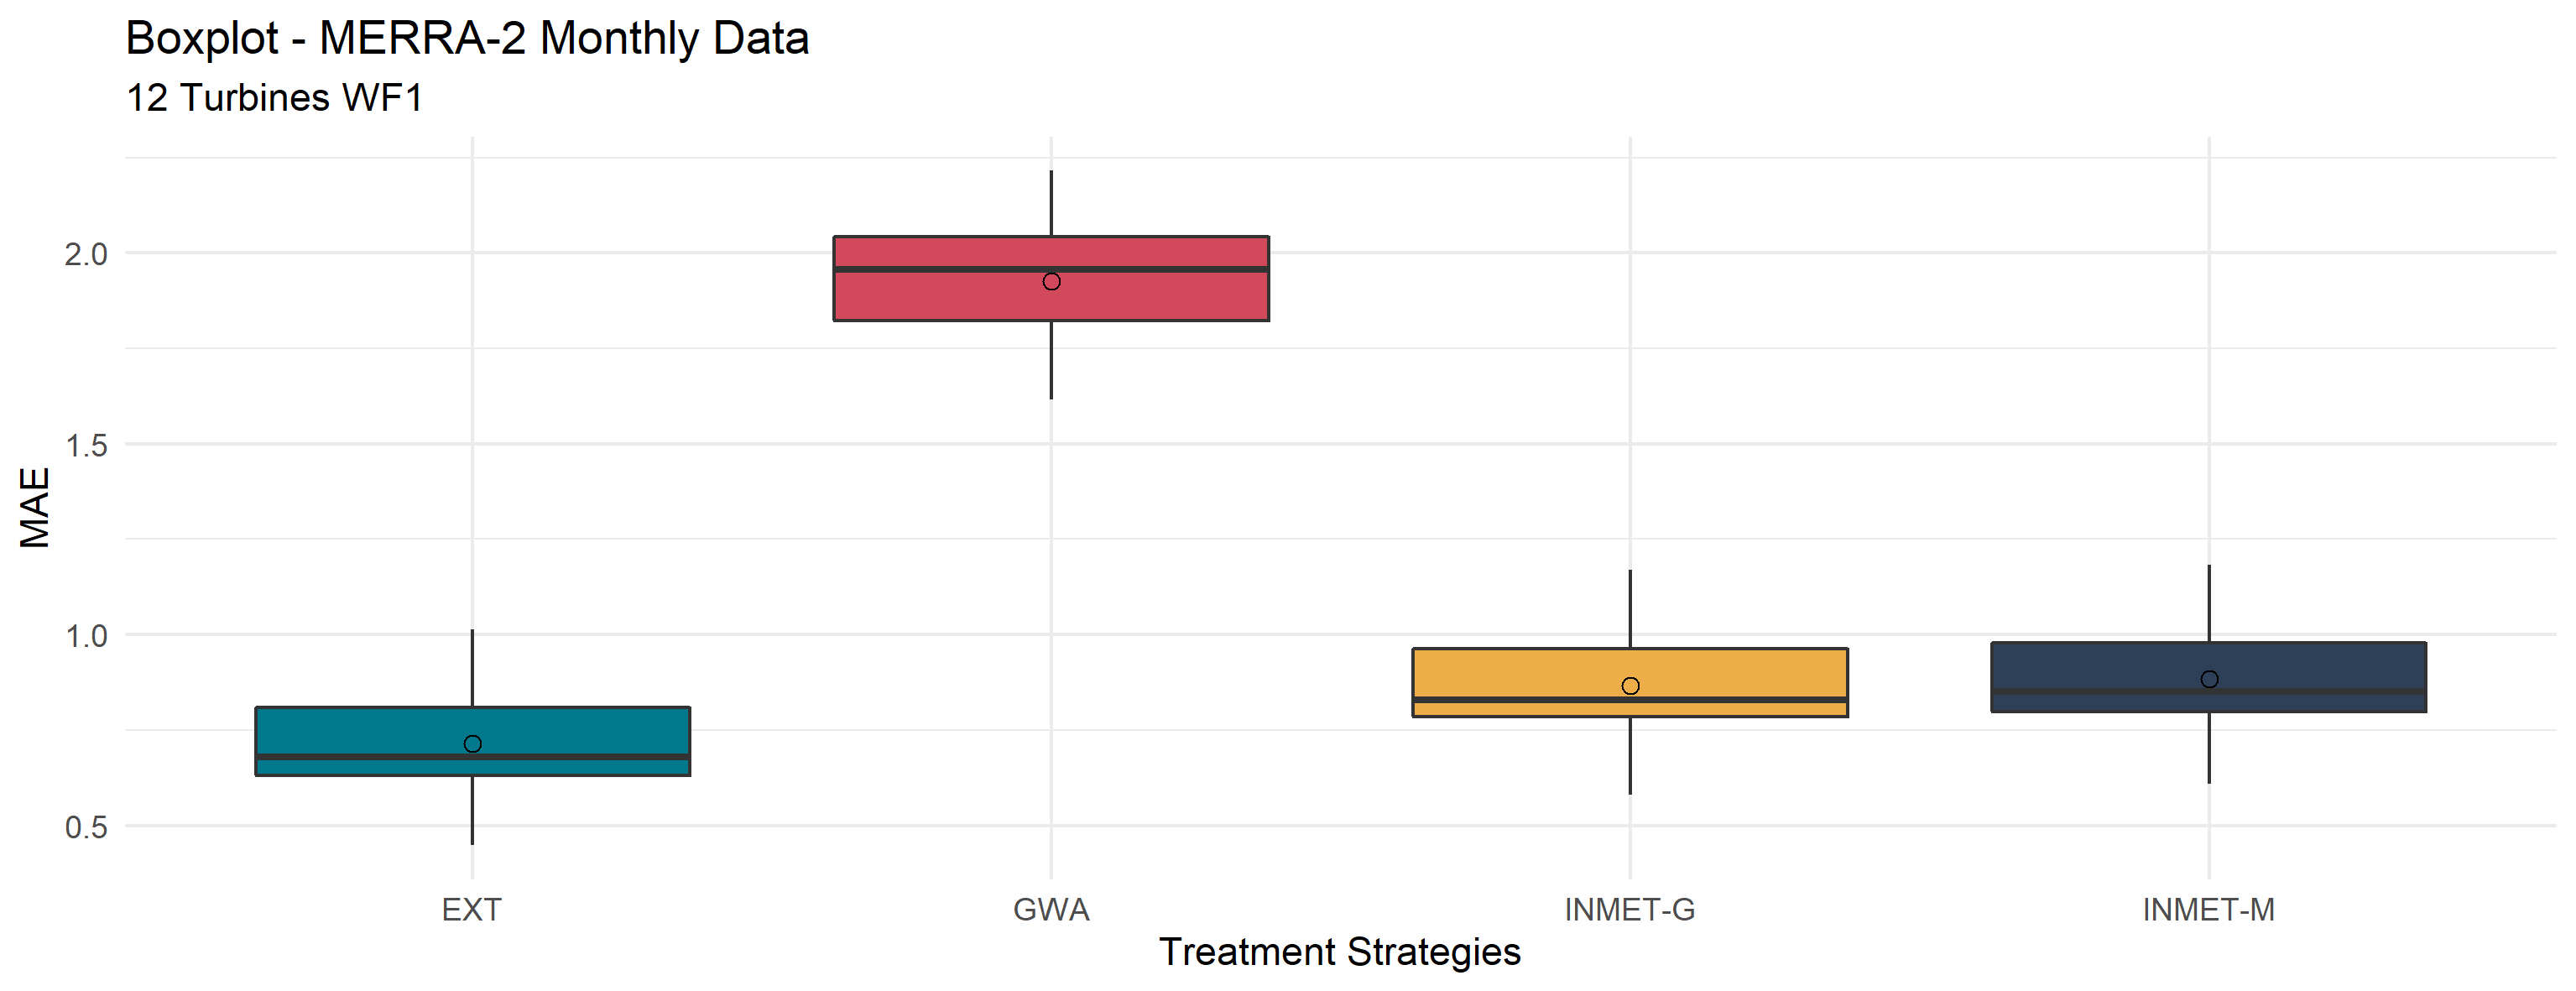 Boxplot - MERRA-2 Monthly Data
12 Turbines WF1
MAE
2.0
1.5
1.0
0.5
EXT
GWA
INMET-G
INMET-M
Treatment Strategies